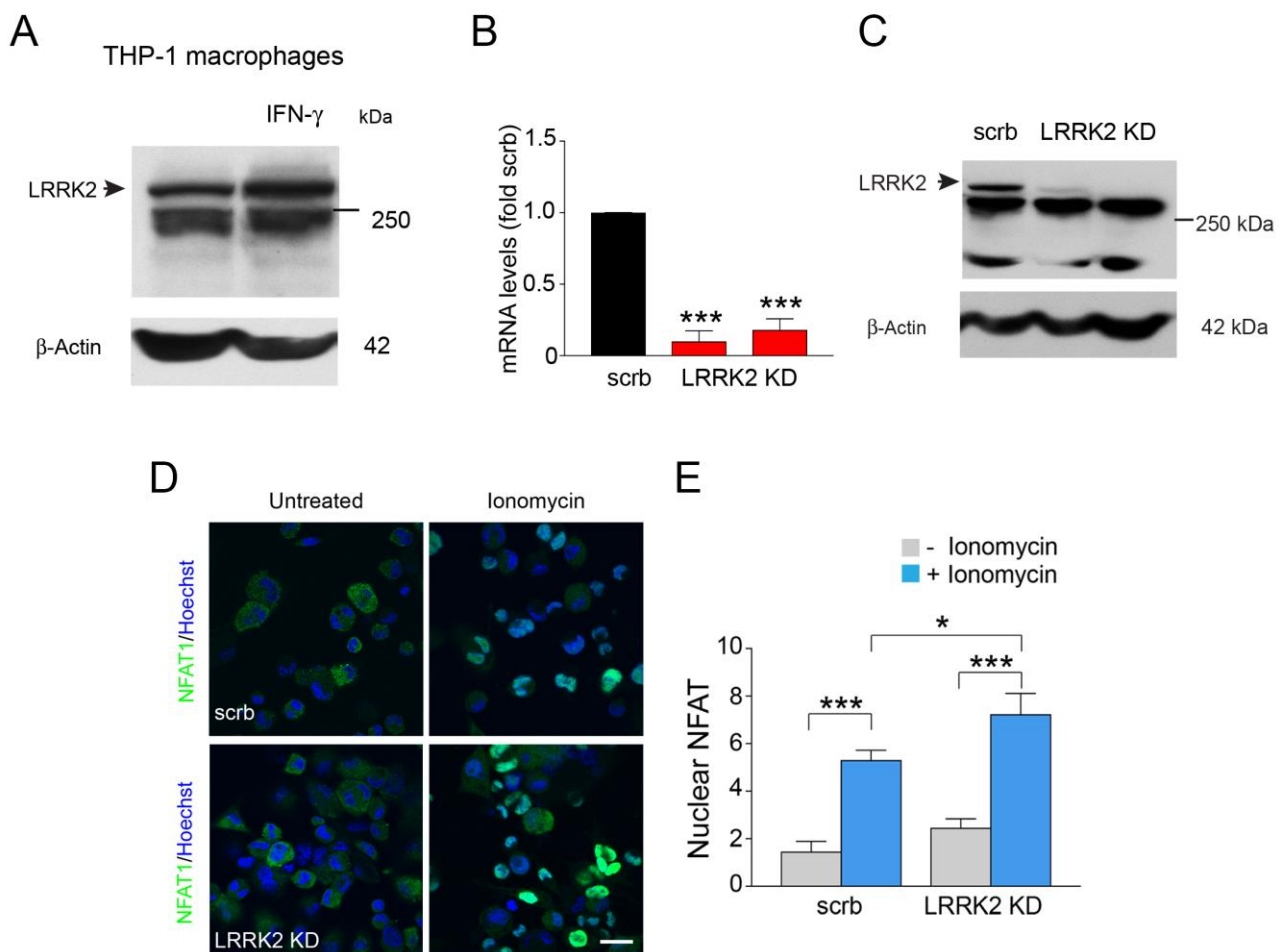 A
THP-1 macrophages
IFN-γ
kDa
LRRK2
250
β-Actin
42
B
mRNA levels (fold scrb)
1.5
1.0
0.5
0
***
***
scrb
LRRK2 KD
C
scrb
LRRK2 KD
LRRK2
250 kDa
β-Actin
42 kDa
D
Untreated
Ionomycin
NFAT1/Hoechst
scrb
NFAT1/Hoechst
LRRK2 KD
E
- Ionomycin
+ Ionomycin
Nuclear NFAT
10
8
6
4
2
0
***
*
***
scrb
LRRK2 KD